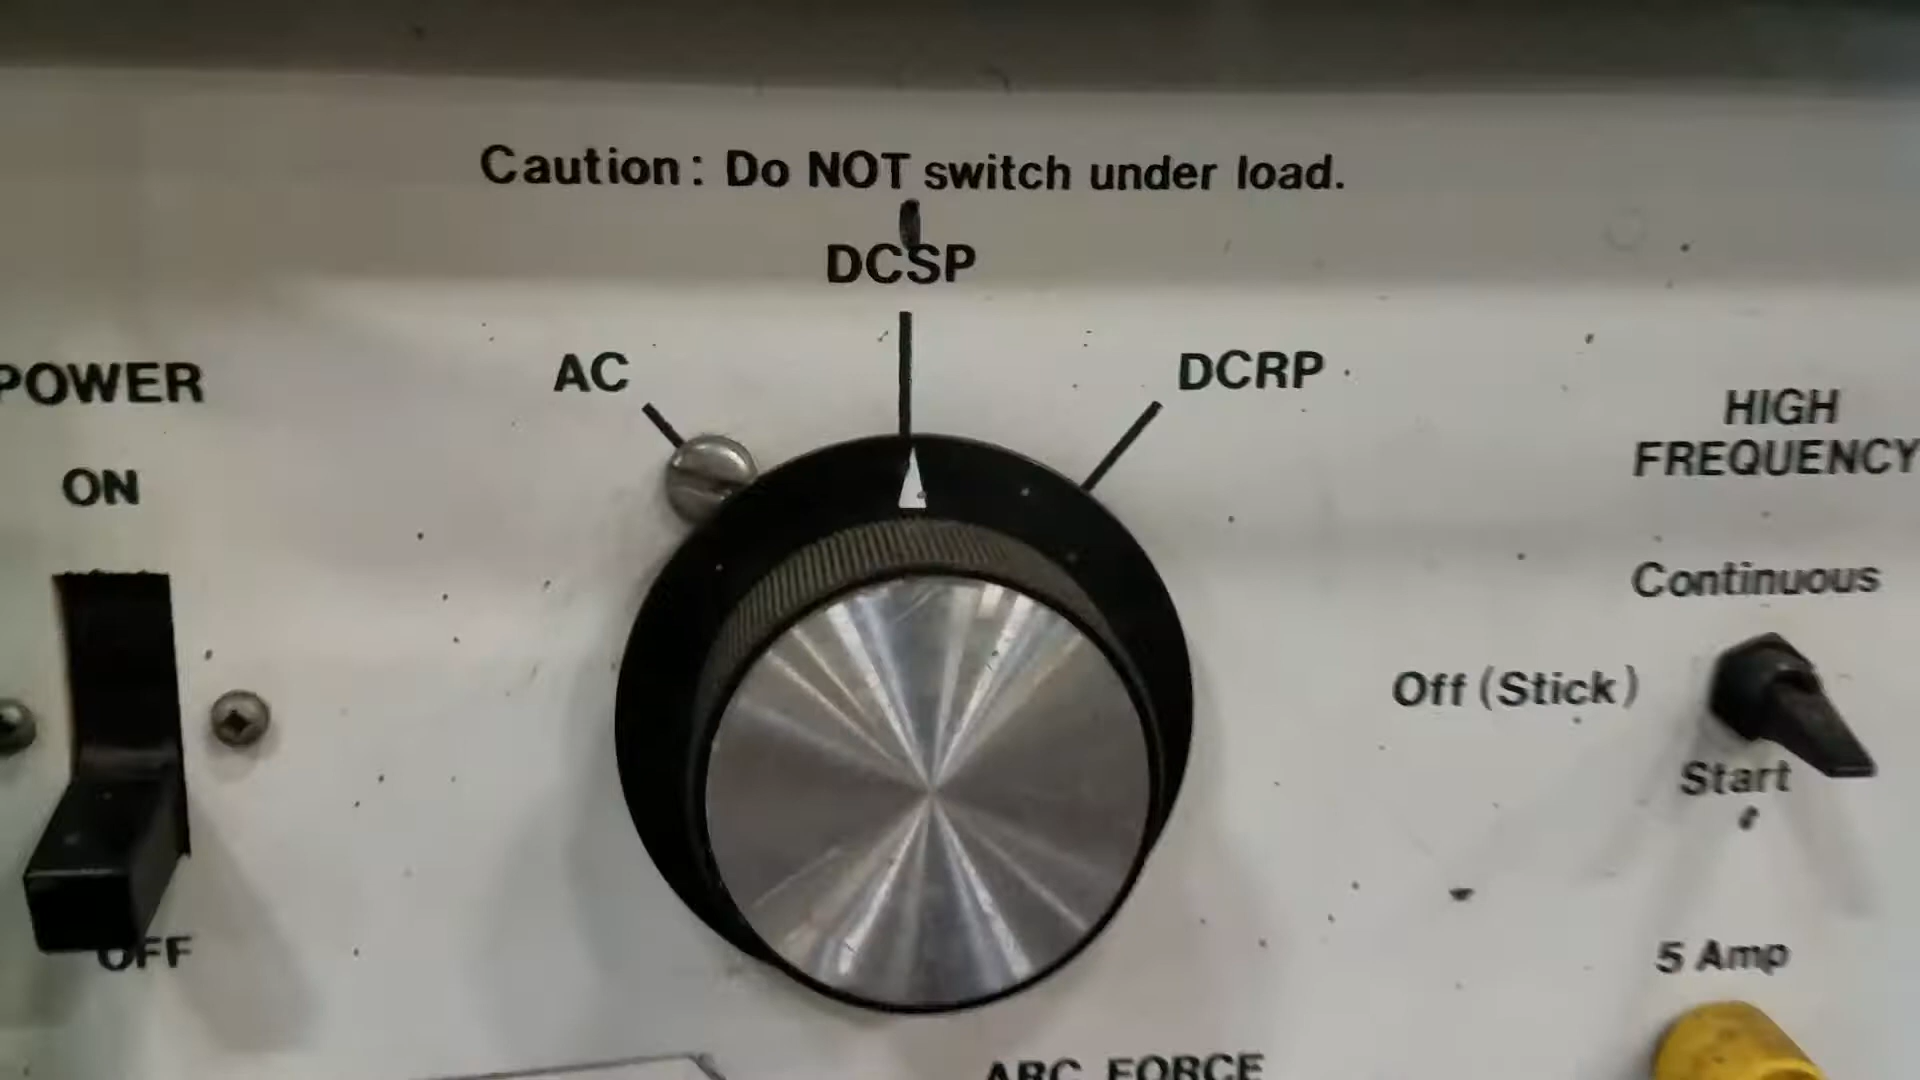 Caution: Do NOT switch under load.
DCSP
AC
DCRP
POWER
ON
OFF
HIGH
FREQUENCY
Continuous
Off (Stick)
Start
5 Amp
ARC FORCE